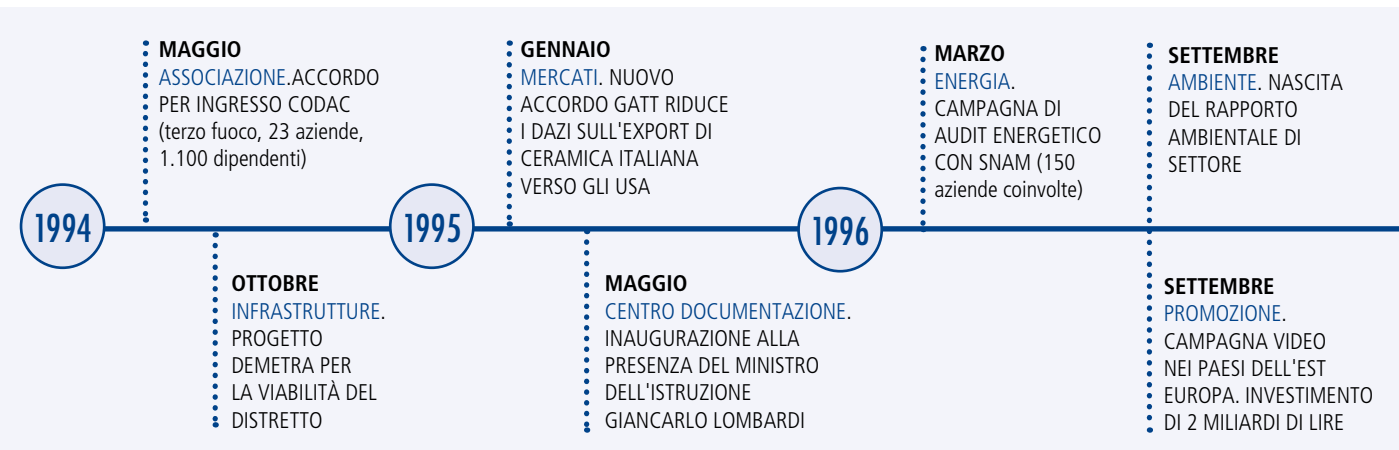 1994
MAGGIO
ASSOCIAZIONE.ACCORDO
PER INGRESSO CODAC
(terzo fuoco, 23 aziende,
1.100 dipendenti)
OTTOBRE
INFRASTRUTTURE.
PROGETTO
DEMETRA PER
LA VIABILITÀ DEL
DISTRETTO
1995
GENNAIO
MERCATI. NUOVO
ACCORDO GATT RIDUCE
I DAZI SULL'EXPORT DI
CERAMICA ITALIANA
VERSO GLI USA
MAGGIO
CENTRO DOCUMENTAZIONE.
INAUGURAZIONE ALLA
PRESENZA DEL MINISTRO
DELL'ISTRUZIONE
GIANCARLO LOMBARDI
1996
MARZO
ENERGIA.
CAMPAGNA DI
AUDIT ENERGETICO
CON SNAM (150
aziende coinvolte)
SETTEMBRE
AMBIENTE. NASCITA
DEL RAPPORTO
AMBIENTALE DI
SETTORE
SETTEMBRE
PROMOZIONE.
CAMPAGNA VIDEO
NEI PAESI DELL'EST
EUROPA. INVESTIMENTO
DI 2 MILIARDI DI LIRE